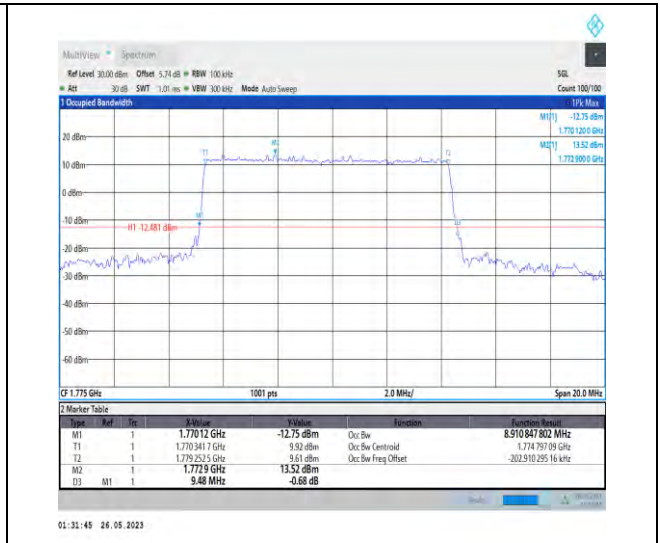 MultiView Spectrum
Ref Level 30.00 dBm Offset 5.74 dB RBW 100 kHz SGL
Att 30 dB SWT 1.01 ms VBW 300 kHz Mode Auto Sweep Count 100/100
1 Occupied Bandwidth 1Pk Max
M1[1] -12.75 dBm
1.770 120 0 GHz
M2[1] 13.52 dBm
1.772 900 0 GHz
20 dBm
M2
T1 T2
10 dBm
0 dBm
-10 dBm
H1 -12.481 dBm
-20 dBm
-30 dBm
-40 dBm
-50 dBm
-60 dBm
CF 1.775 GHz 1001 pts 2.0 MHz/ Span 20.0 MHz
2 Marker Table
Type Ref Trc X-Value Y-Value Function Function Result
M1 1 1.77012 GHz -12.75 dBm Occ Bw 8.910 847 802 MHz
T1 1 1.770 341 7 GHz 9.92 dBm Occ Bw Centroid 1.774 797 09 GHz
T2 1 1.779 252 5 GHz 9.61 dBm Occ Bw Freq Offset -202.910 295 16 kHz
M2 1 1.7729 GHz 13.52 dBm
D3 M1 1 9.48 MHz -0.68 dB
01:31:45 26.05.2023